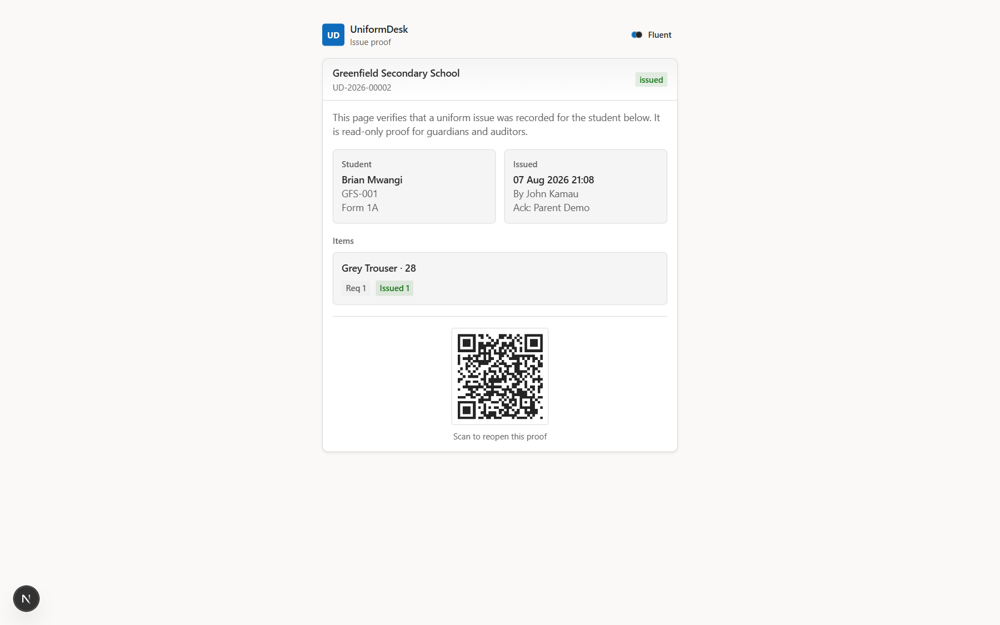 UD
UniformDesk
Issue proof
Fluent
Greenfield Secondary School
UD-2026-00002
issued
This page verifies that a uniform issue was recorded for the student below. It
is read-only proof for guardians and auditors.
Student
Brian Mwangi
GFS-001
Form 1A
Issued
07 Aug 2026 21:08
By John Kamau
Ack: Parent Demo
Items
Grey Trouser · 28
Req 1
Issued 1
Scan to reopen this proof
N